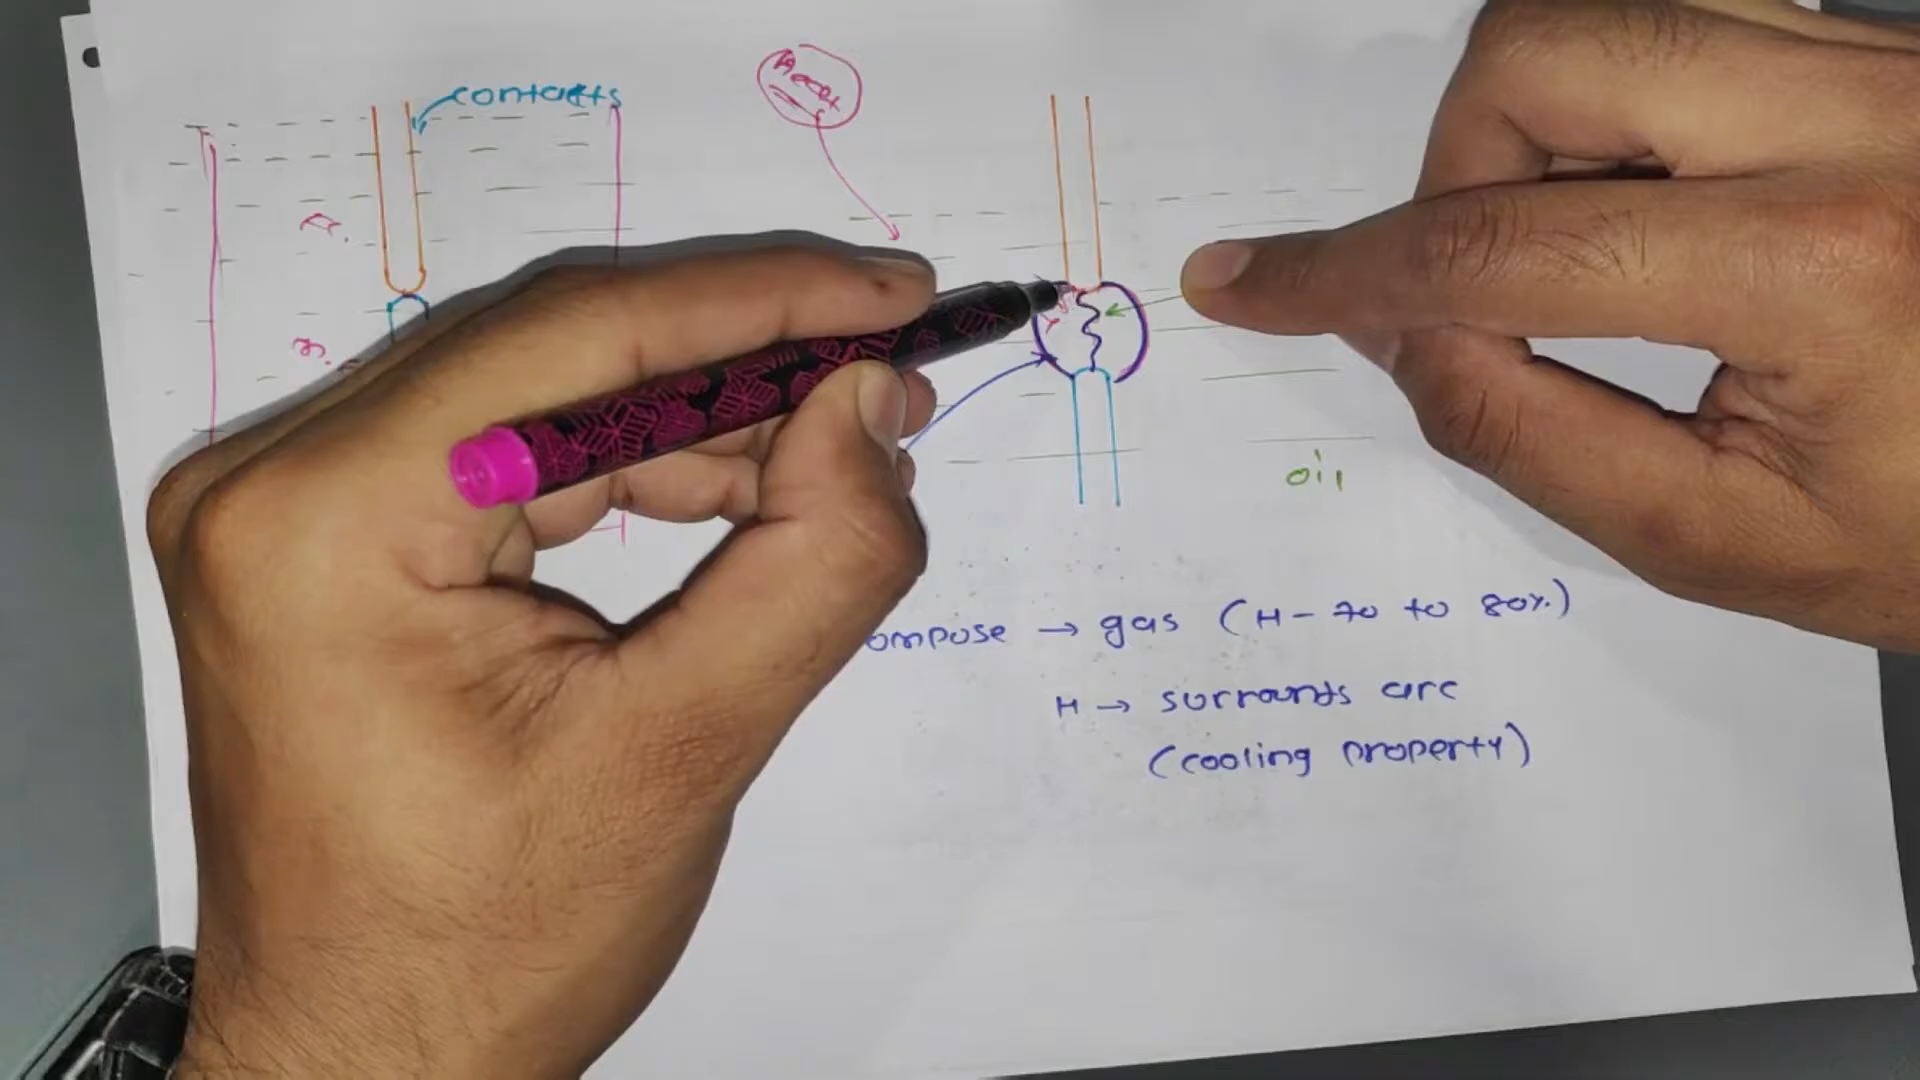 contacts
Heat
F.C.
m.c.
oil
ompose → gas (H - 70 to 80%.)
H → surrounds arc
(cooling property)